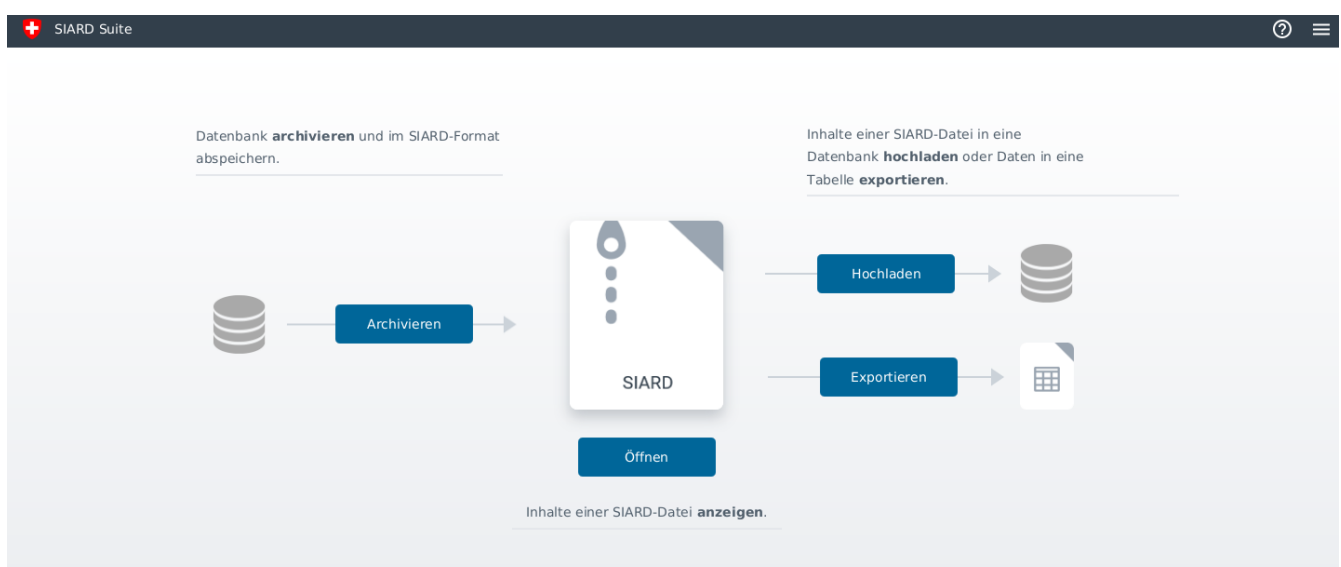 SIARD Suite
Datenbank archivieren und im SIARD-Format
abspeichern.
Inhalte einer SIARD-Datei in eine
Datenbank hochladen oder Daten in eine
Tabelle exportieren.
Archivieren
SIARD
Hochladen
Exportieren
Öffnen
Inhalte einer SIARD-Datei anzeigen.